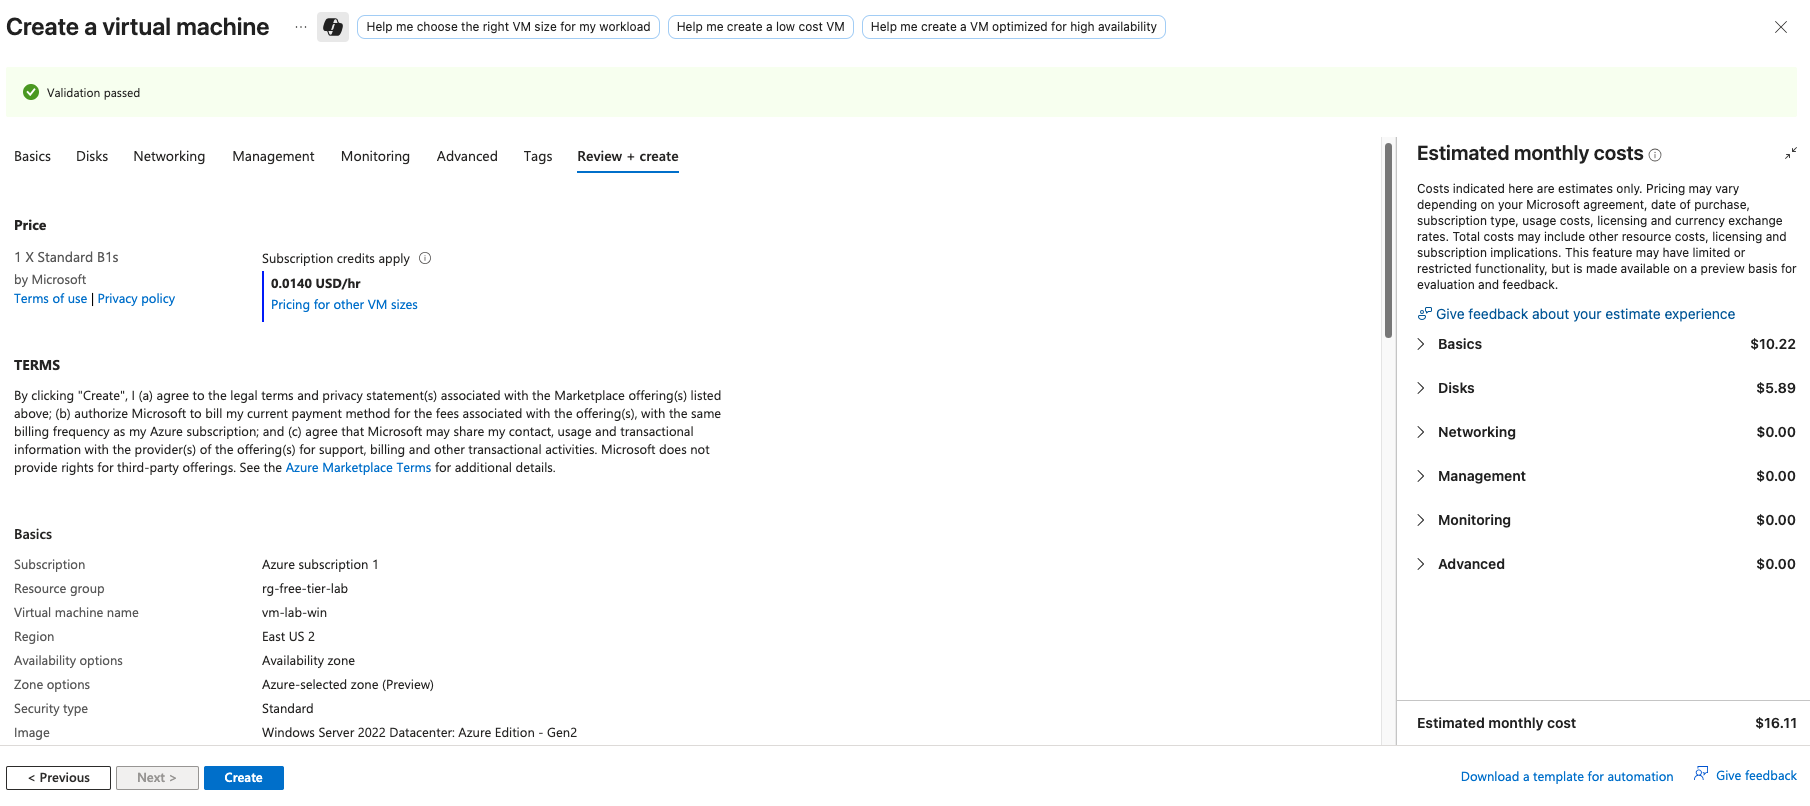 Create a virtual machine
...
Help me choose the right VM size for my workload
Help me create a low cost VM
Help me create a VM optimized for high availability
Validation passed
Basics
Disks
Networking
Management
Monitoring
Advanced
Tags
Review + create
Price
1 X Standard B1s
by Microsoft
Terms of use | Privacy policy
Subscription credits apply
0.0140 USD/hr
Pricing for other VM sizes
TERMS
By clicking "Create", I (a) agree to the legal terms and privacy statement(s) associated with the Marketplace offering(s) listed
above; (b) authorize Microsoft to bill my current payment method for the fees associated with the offering(s), with the same
billing frequency as my Azure subscription; and (c) agree that Microsoft may share my contact, usage and transactional
information with the provider(s) of the offering(s) for support, billing and other transactional activities. Microsoft does not
provide rights for third-party offerings. See the Azure Marketplace Terms for additional details.
Basics
Subscription Azure subscription 1
Resource group rg-free-tier-lab
Virtual machine name vm-lab-win
Region East US 2
Availability options Availability zone
Zone options Azure-selected zone (Preview)
Security type Standard
Image Windows Server 2022 Datacenter: Azure Edition - Gen2
Estimated monthly costs
Costs indicated here are estimates only. Pricing may vary
depending on your Microsoft agreement, date of purchase,
subscription type, usage costs, licensing and currency exchange
rates. Total costs may include other resource costs, licensing and
subscription implications. This feature may have limited or
restricted functionality, but is made available on a preview basis for
evaluation and feedback.
Give feedback about your estimate experience
Basics $10.22
Disks $5.89
Networking $0.00
Management $0.00
Monitoring $0.00
Advanced $0.00
Estimated monthly cost $16.11
< Previous
Next >
Create
Download a template for automation
Give feedback